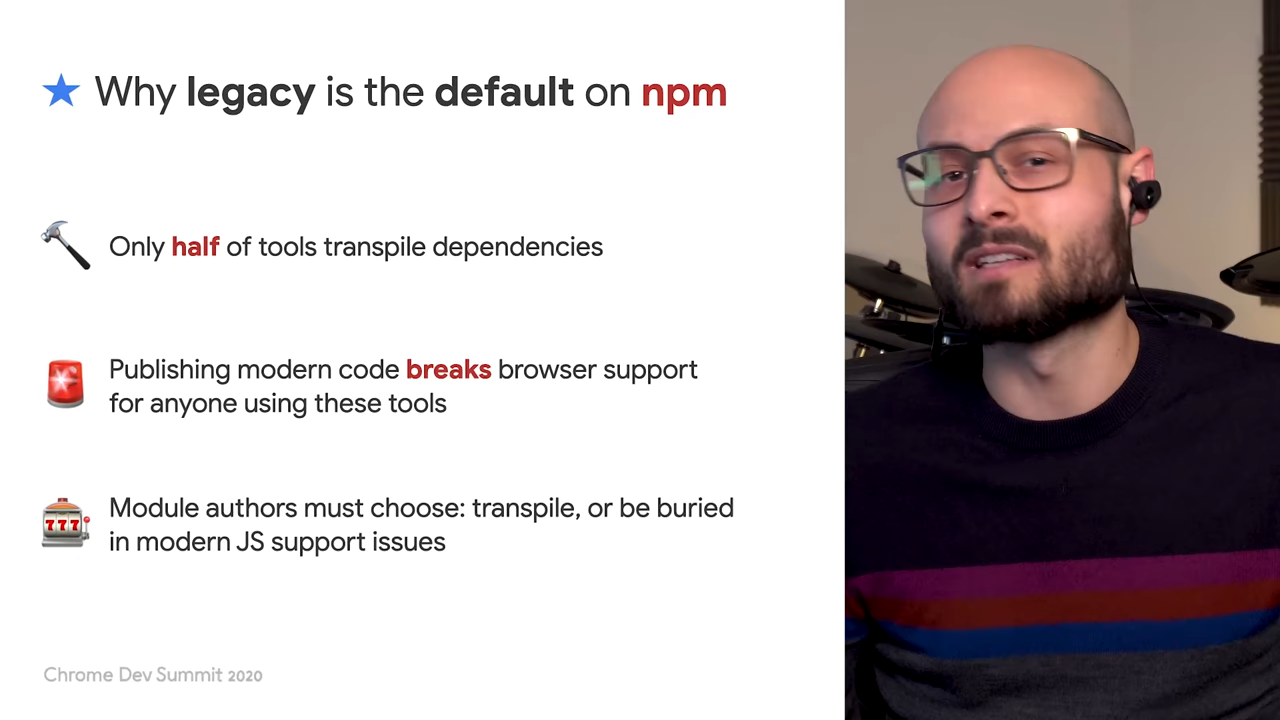 Why legacy is the default on npm
Only half of tools transpile dependencies
Publishing modern code breaks browser support
for anyone using these tools
777
Module authors must choose: transpile, or be buried
in modern JS support issues
Chrome Dev Summit 2020